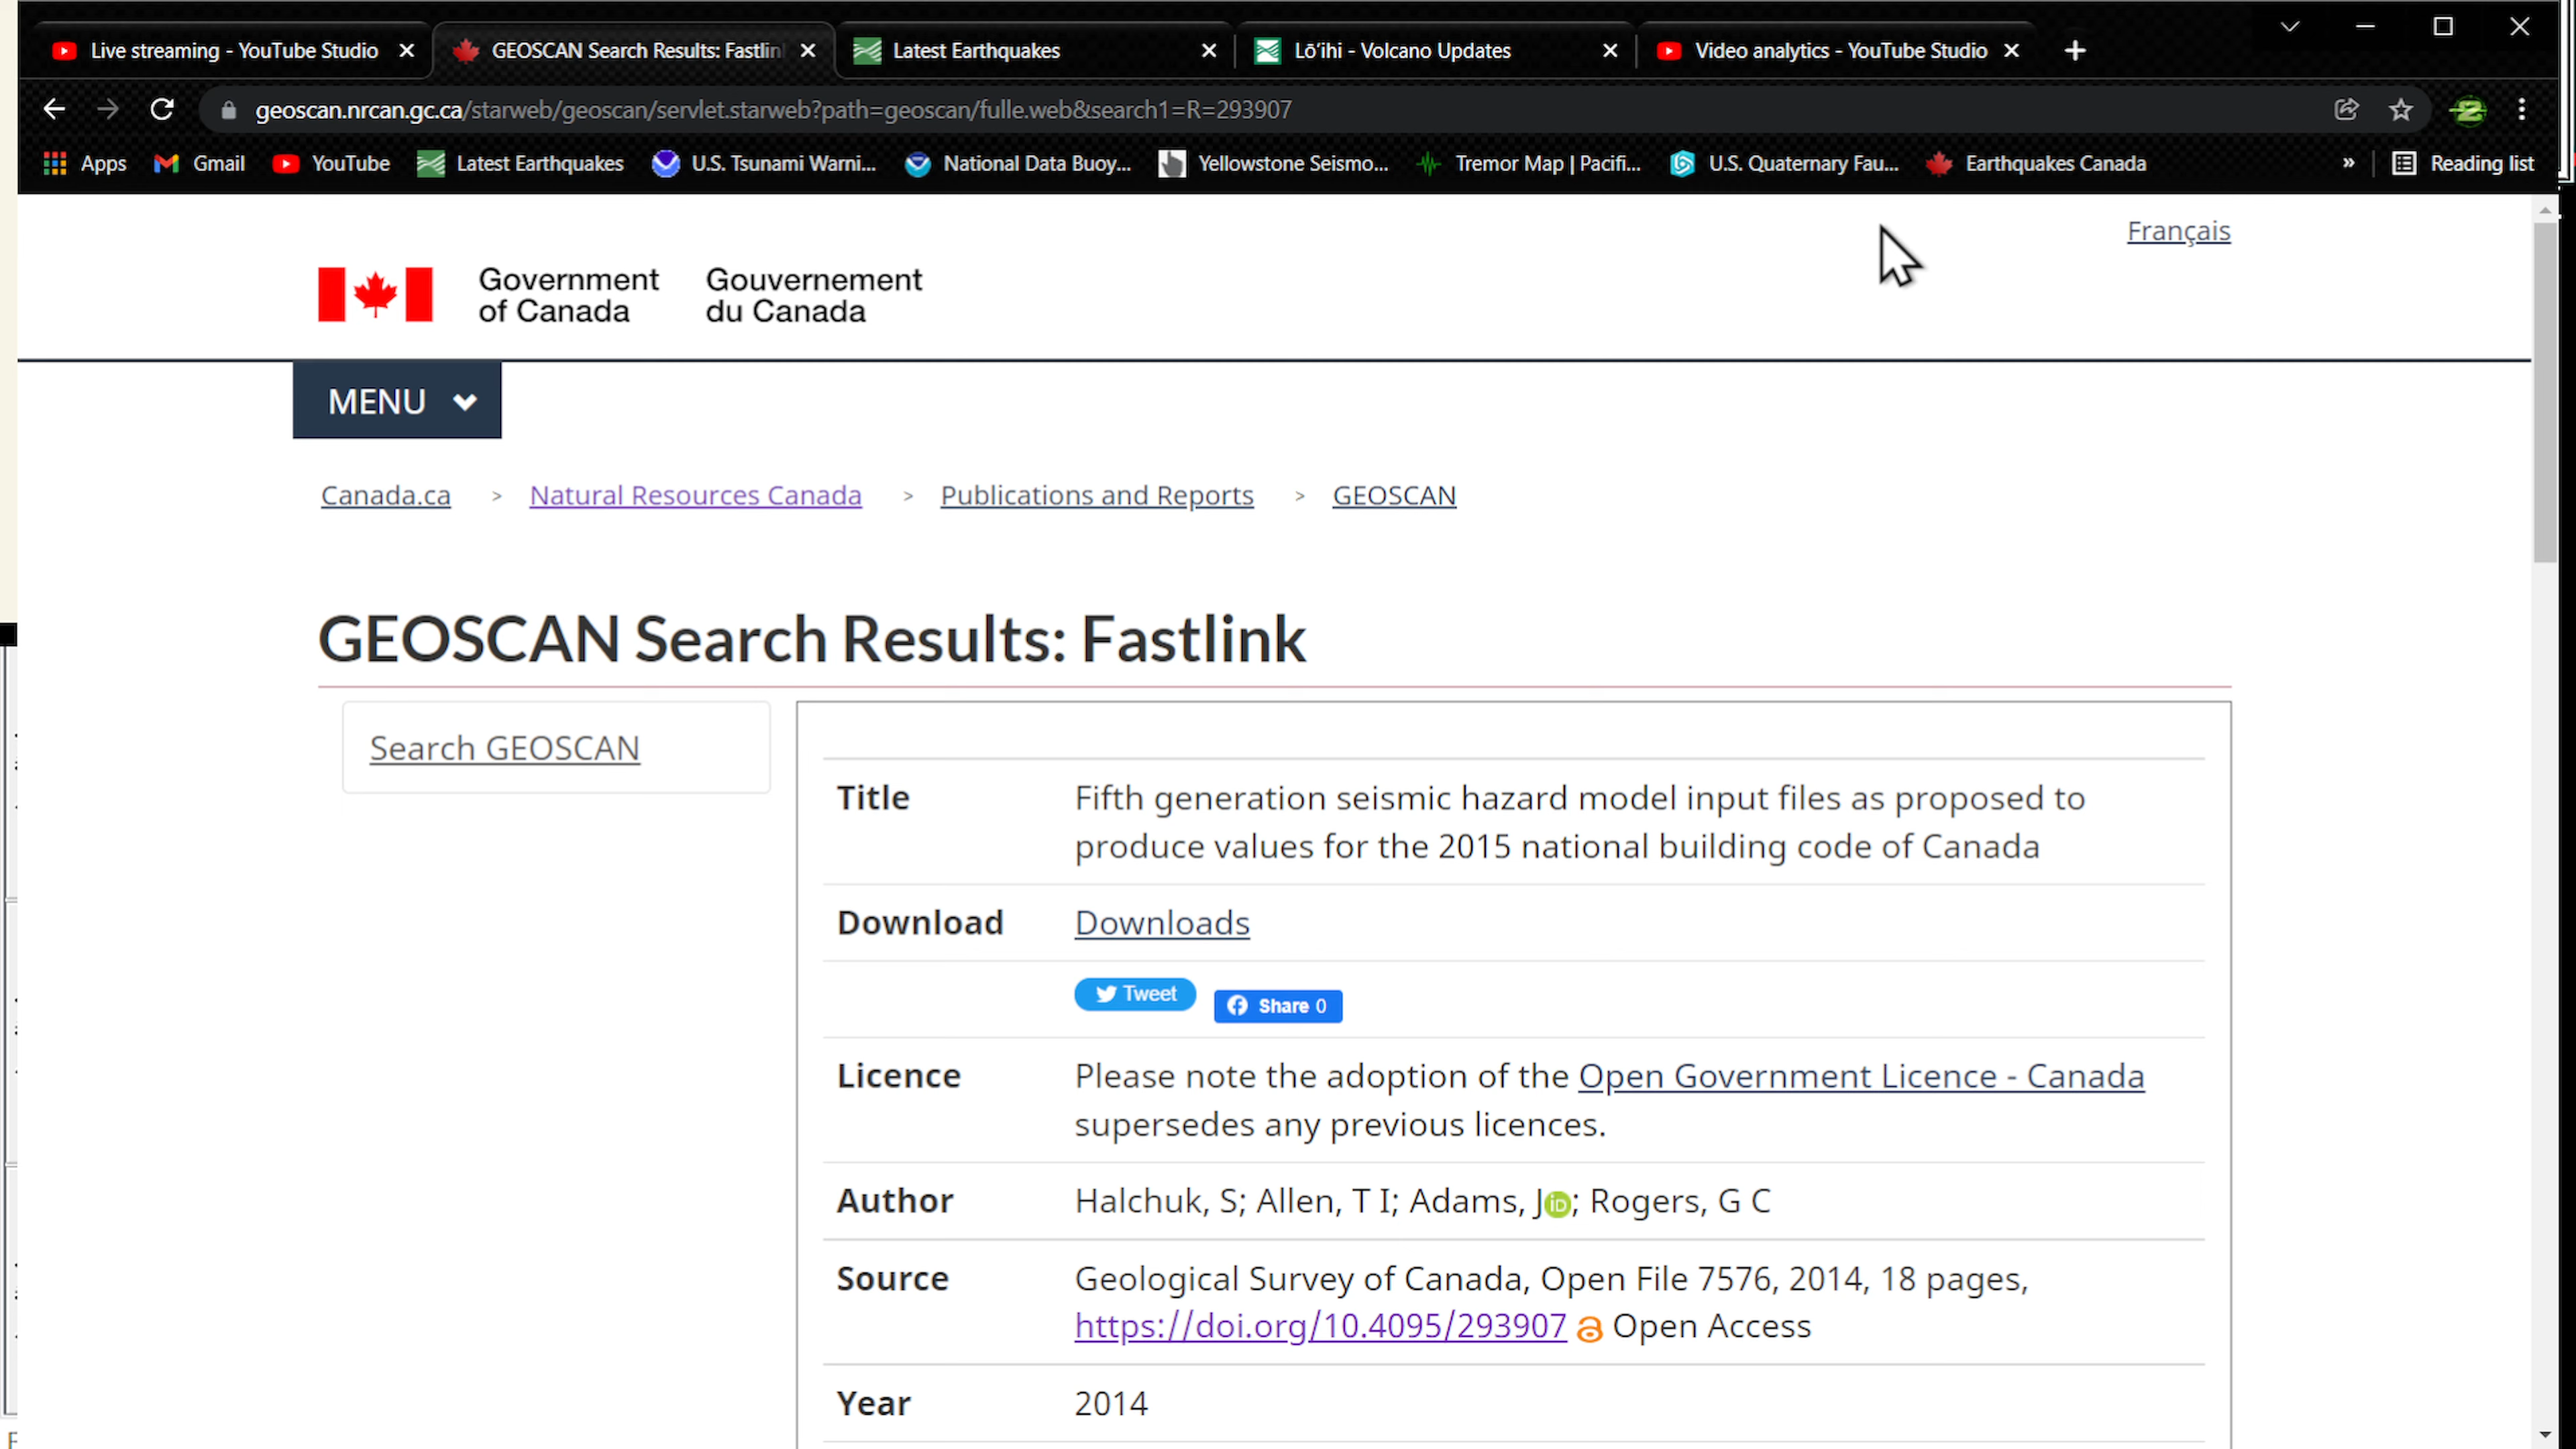 Live streaming - YouTube Studio
GEOSCAN Search Results: Fastlin
Latest Earthquakes
Lōʻihi - Volcano Updates
Video analytics - YouTube Studio
geoscan.nrcan.gc.ca/starweb/geoscan/servlet.starweb?path=geoscan/fulle.web&search1=R=293907
Apps
Gmail
YouTube
Latest Earthquakes
U.S. Tsunami Warni...
National Data Buoy...
Yellowstone Seismo...
Tremor Map | Pacifi...
U.S. Quaternary Fau...
Earthquakes Canada
»
Reading list
Français
Government of Canada
Gouvernement du Canada
MENU
Canada.ca > Natural Resources Canada > Publications and Reports > GEOSCAN
GEOSCAN Search Results: Fastlink
Search GEOSCAN
Title Fifth generation seismic hazard model input files as proposed to
produce values for the 2015 national building code of Canada
Download Downloads
Tweet
Share 0
Licence Please note the adoption of the Open Government Licence - Canada
supersedes any previous licences.
Author Halchuk, S; Allen, T I; Adams, J iD; Rogers, G C
Source Geological Survey of Canada, Open File 7576, 2014, 18 pages,
https://doi.org/10.4095/293907 Open Access
Year 2014